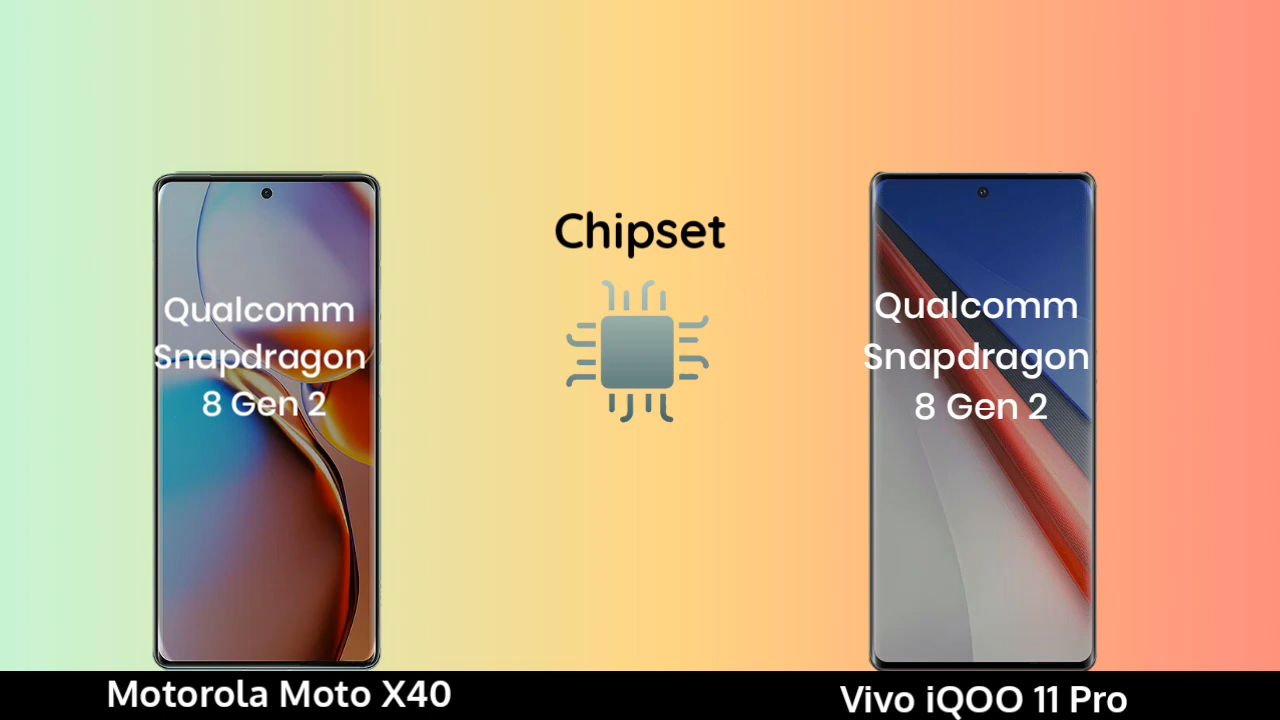 Chipset
Qualcomm
Snapdragon
8 Gen 2
Qualcomm
Snapdragon
8 Gen 2
Motorola Moto X40
Vivo iQOO 11 Pro